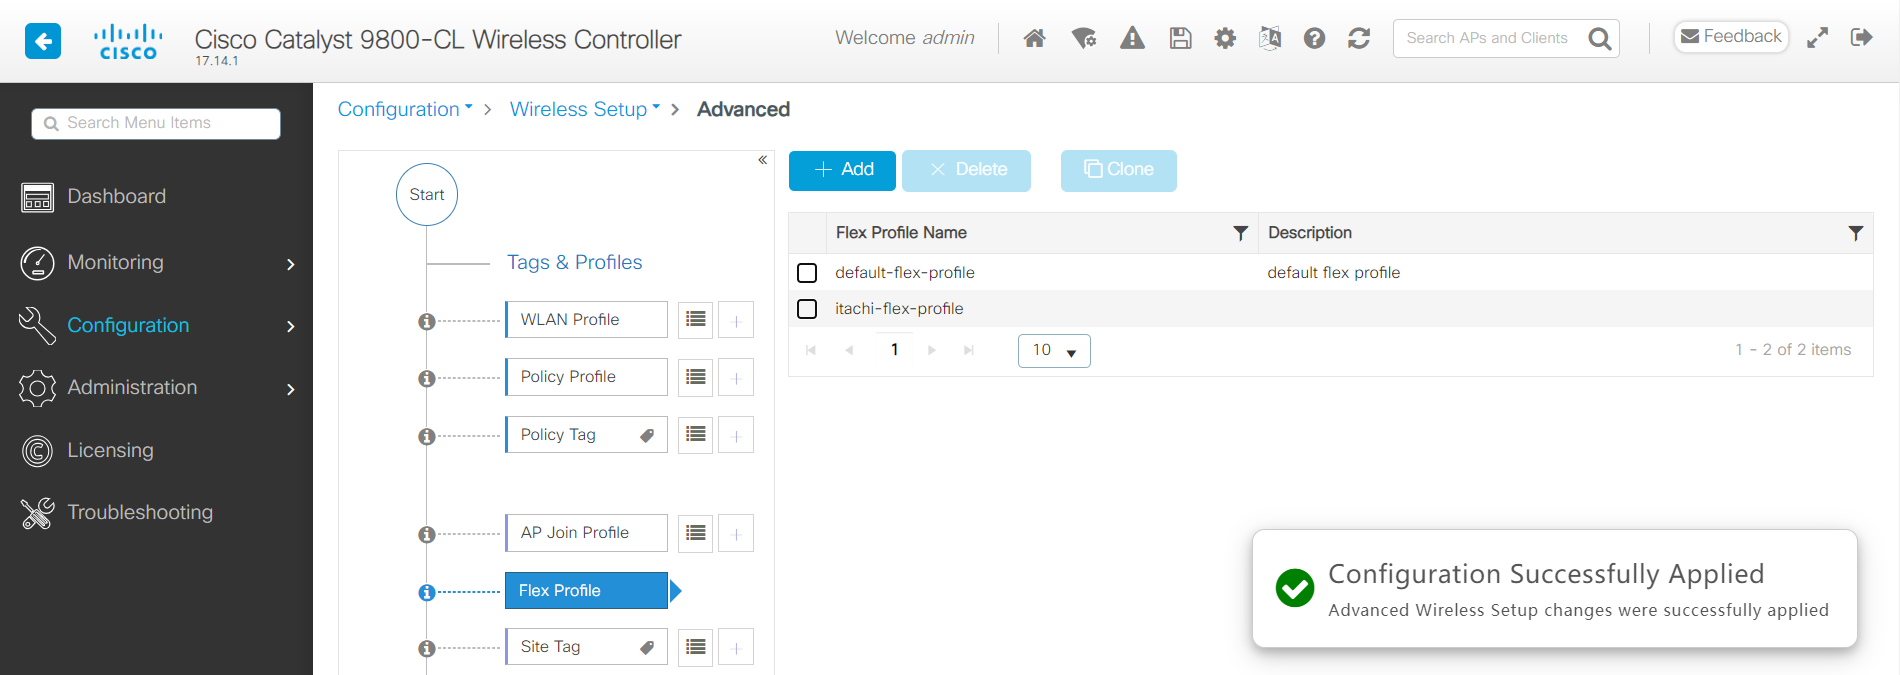 CISCO
Cisco Catalyst 9800-CL Wireless Controller
17.14.1
Welcome admin
Search APs and Clients
Feedback
Search Menu Items
Dashboard
Monitoring
Configuration
Administration
Licensing
Troubleshooting
Configuration > Wireless Setup > Advanced
Start
Tags & Profiles
WLAN Profile
Policy Profile
Policy Tag
AP Join Profile
Flex Profile
Site Tag
Add
Delete
Clone
Flex Profile Name Description
default-flex-profile default flex profile
itachi-flex-profile
1 10 1 - 2 of 2 items
Configuration Successfully Applied
Advanced Wireless Setup changes were successfully applied